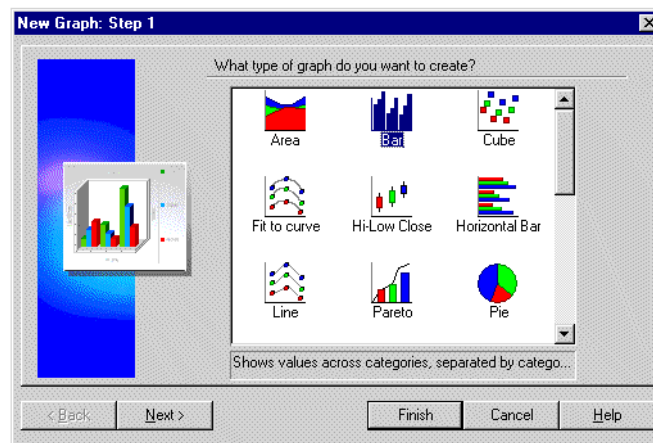 New Graph: Step 1
What type of graph do you want to create?
Area Bar Cube
Fit to curve Hi-Low Close Horizontal Bar
Line Pareto Pie
Shows values across categories, separated by catego...
< Back Next > Finish Cancel Help